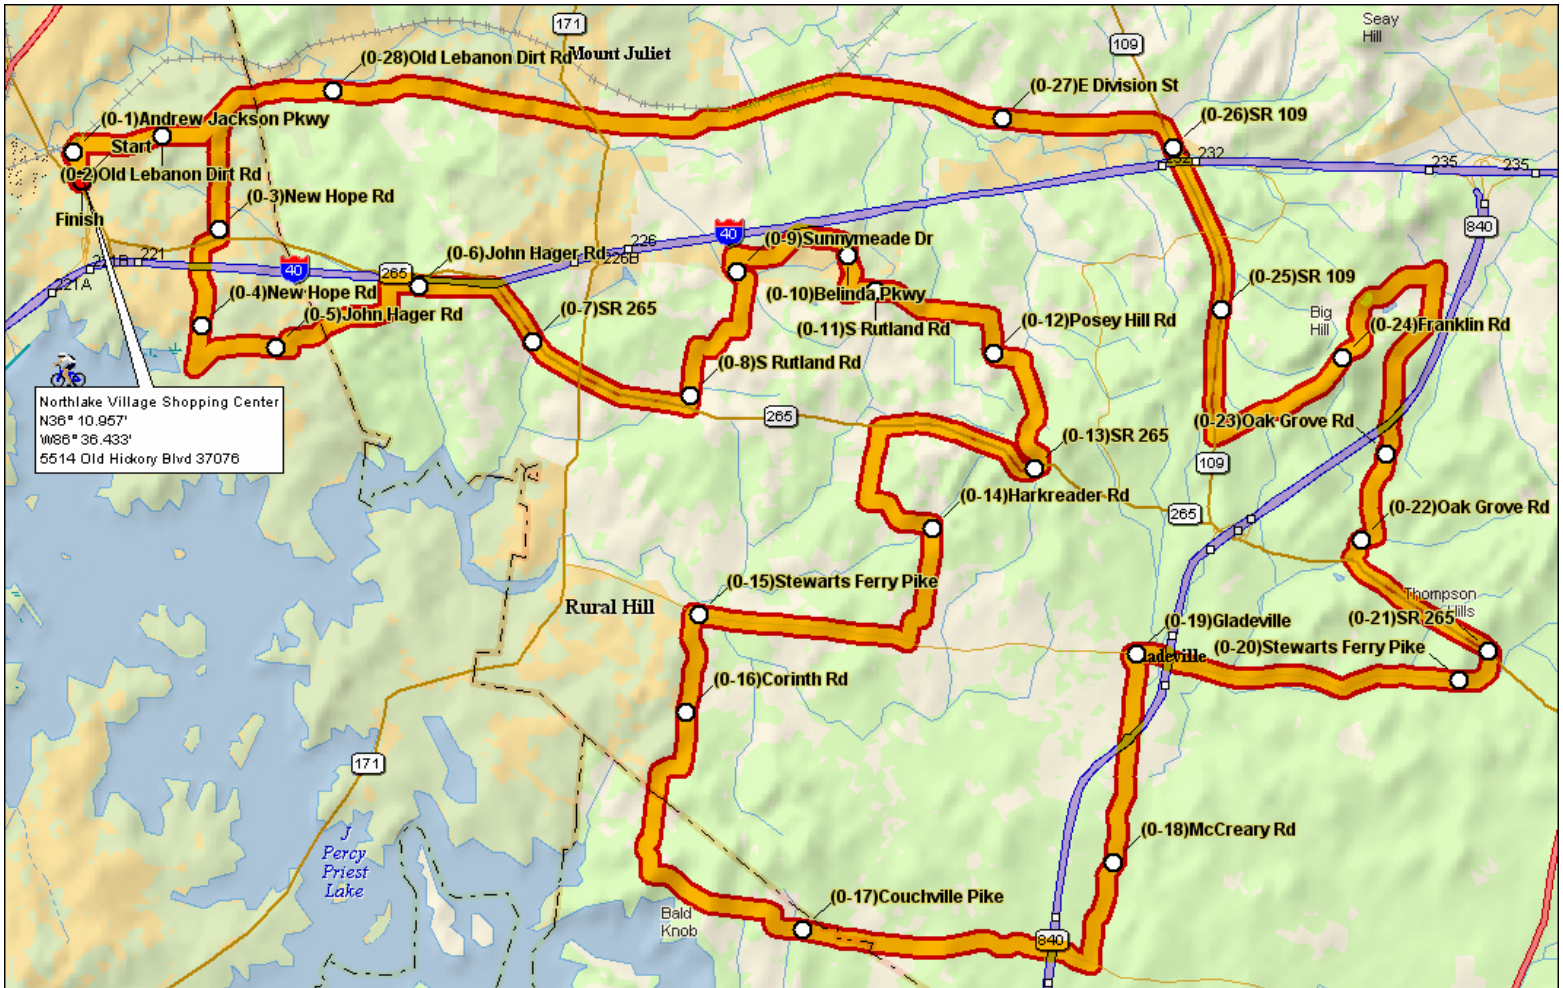 171
Seay
Hill
109
(0-28)Old Lebanon Dirt Rd
Mount Juliet
(0-27)E Division St
(0-26)SR 109
(0-1)Andrew Jackson Pkwy
Start
232
232
235
235
(0-2)Old Lebanon Dirt Rd
(0-3)New Hope Rd
Finish
840
40
(0-9)Sunnymeade Dr
226
(0-6)John Hager Rd
226B
221B
221
40
265
221A
(0-25)SR 109
(0-4)New Hope Rd
(0-10)Belinda Pkwy
(0-7)SR 265
(0-5)John Hager Rd
Big
Hill
(0-24)Franklin Rd
(0-11)S Rutland Rd
(0-12)Posey Hill Rd
(0-8)S Rutland Rd
Northlake Village Shopping Center
N36° 10.957'
W86° 36.433'
5514 Old Hickory Blvd 37076
265
(0-23)Oak Grove Rd
(0-13)SR 265
109
(0-14)Harkreader Rd
265
(0-22)Oak Grove Rd
(0-15)Stewarts Ferry Pike
Rural Hill
Thompson
Hills
(0-19)Gladeville
(0-21)SR 265
(0-20)Stewarts Ferry Pike
Gladeville
(0-16)Corinth Rd
171
(0-18)McCreary Rd
J
Percy
Priest
Lake
(0-17)Couchville Pike
Bald
Knob
840